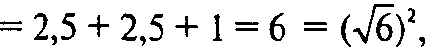 = 2,5 + 2,5 + 1 = 6 = (√6)²,